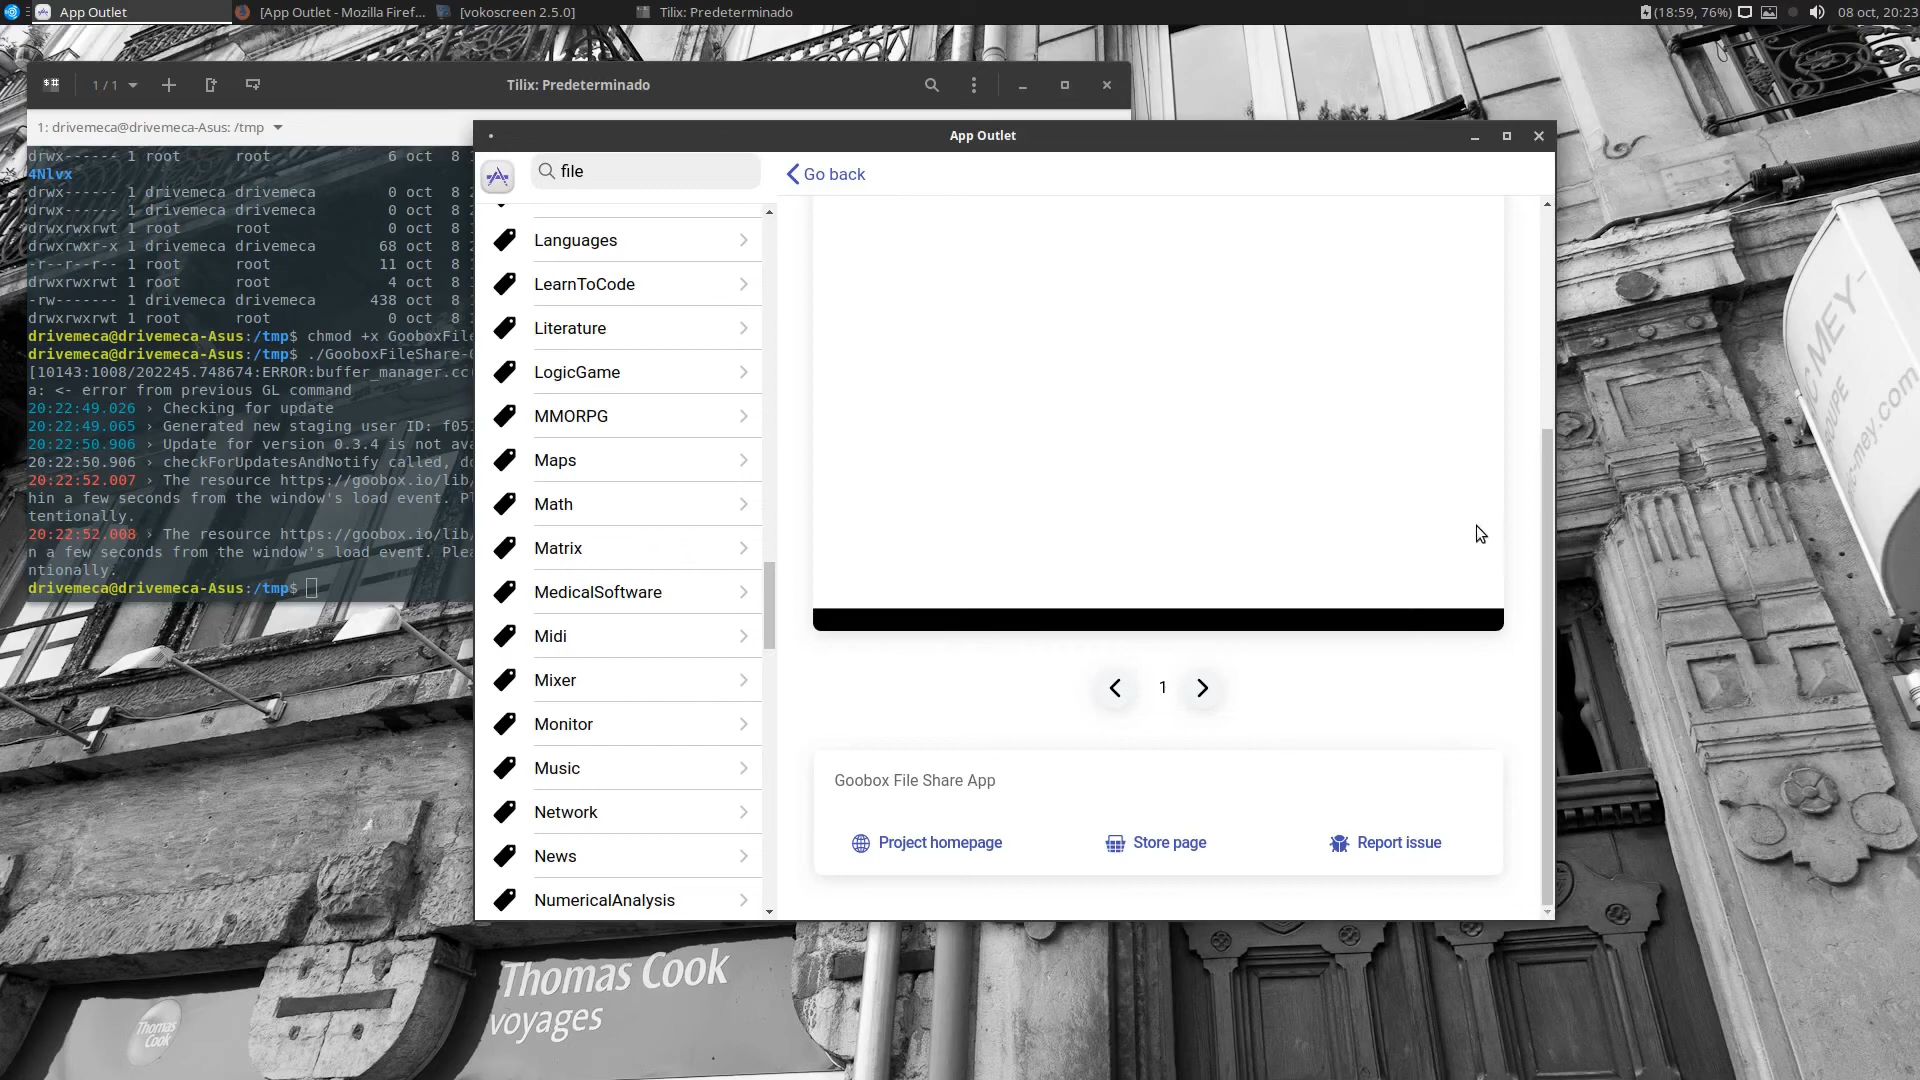 App Outlet
[App Outlet - Mozilla Firef...
[vokoscreen 2.5.0]
Tilix: Predeterminado
(18:59, 76%)
08 oct, 20:23
1 / 1
Tilix: Predeterminado
1: drivemeca@drivemeca-Asus: /tmp
drwx------ 1 root      root              6 oct  8
4Nlvx
drwx------ 1 drivemeca drivemeca         0 oct  8
drwx------ 1 drivemeca drivemeca         0 oct  8
drwxrwxrwt 1 root      root              0 oct  8
drwxrwxr-x 1 drivemeca drivemeca        68 oct  8
-r--r--r-- 1 root      root             11 oct  8
drwxrwxrwt 1 root      root              4 oct  8
-rw------- 1 drivemeca drivemeca       438 oct  8
drwxrwxrwt 1 root      root              0 oct  8
drivemeca@drivemeca-Asus:/tmp$ chmod +x GooboxFile
drivemeca@drivemeca-Asus:/tmp$ ./GooboxFileShare-
[10143:1008/202245.748674:ERROR:buffer_manager.cc
a: <- error from previous GL command
20:22:49.026 › Checking for update
20:22:49.065 › Generated new staging user ID: f05
20:22:50.906 › Update for version 0.3.4 is not ava
20:22:50.906 › checkForUpdatesAndNotify called, d
20:22:52.007 › The resource https://goobox.io/lib/
hin a few seconds from the window's load event. Pl
tentionally.
20:22:52.008 › The resource https://goobox.io/lib/
n a few seconds from the window's load event. Plea
ntionally.
drivemeca@drivemeca-Asus:/tmp$
App Outlet
file
Go back
Languages
LearnToCode
Literature
LogicGame
MMORPG
Maps
Math
Matrix
MedicalSoftware
Midi
Mixer
Monitor
Music
Network
News
NumericalAnalysis
1
Goobox File Share App
Project homepage
Store page
Report issue
Thomas Cook
voyages
Thomas
Cook